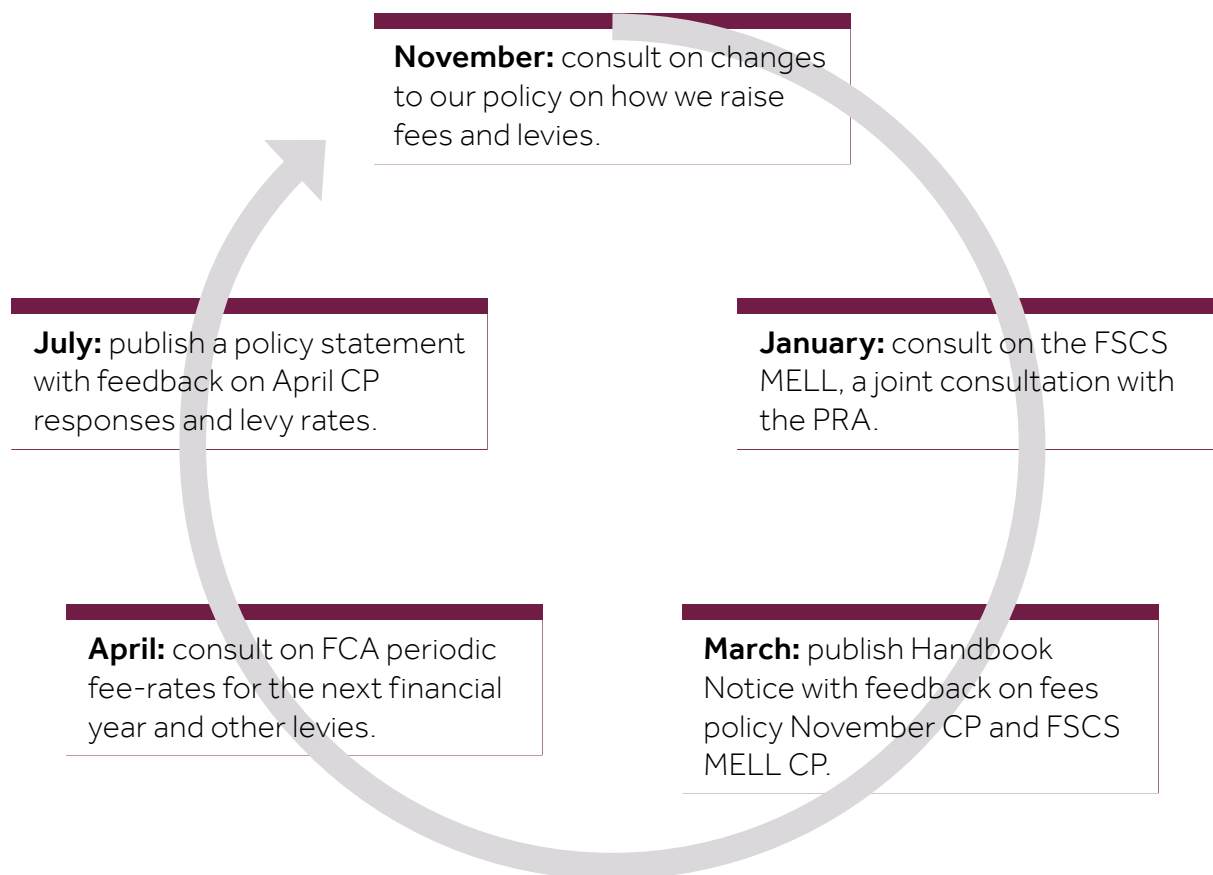 November: consult on changes
to our policy on how we raise
fees and levies.
January: consult on the FSCS
MELL, a joint consultation with
the PRA.
March: publish Handbook
Notice with feedback on fees
policy November CP and FSCS
MELL CP.
April: consult on FCA periodic
fee-rates for the next financial
year and other levies.
July: publish a policy statement
with feedback on April CP
responses and levy rates.